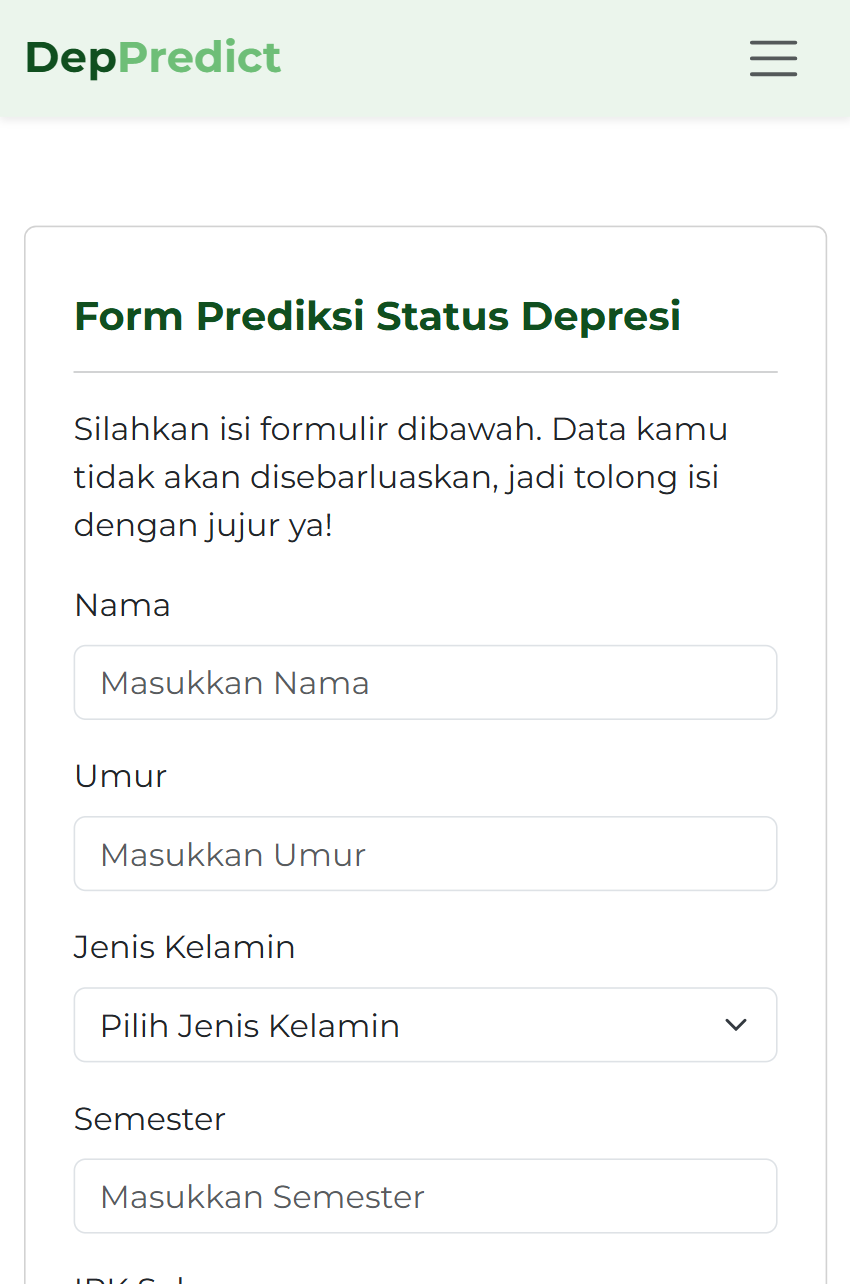 DepPredict
Form Prediksi Status Depresi
Silahkan isi formulir dibawah. Data kamu
tidak akan disebarluaskan, jadi tolong isi
dengan jujur ya!
Nama
Masukkan Nama
Umur
Masukkan Umur
Jenis Kelamin
Pilih Jenis Kelamin
Semester
Masukkan Semester